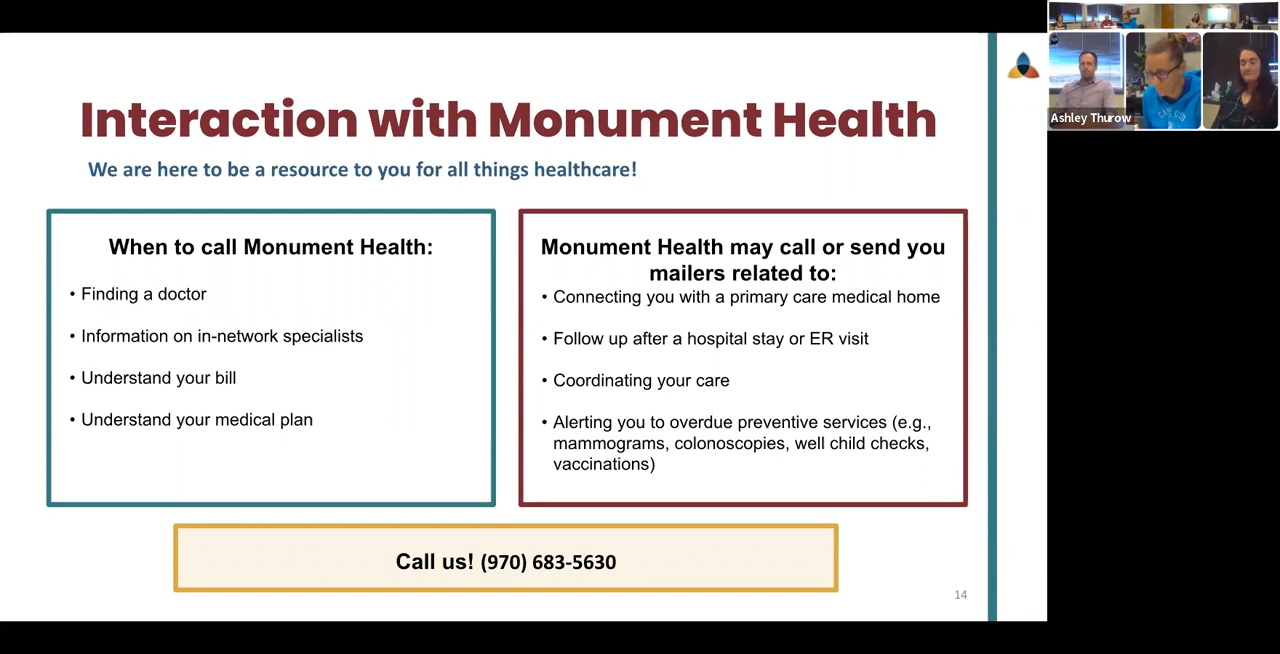 Interaction with Monument Health
We are here to be a resource to you for all things healthcare!
When to call Monument Health:
• Finding a doctor
• Information on in-network specialists
• Understand your bill
• Understand your medical plan
Monument Health may call or send you
mailers related to:
• Connecting you with a primary care medical home
• Follow up after a hospital stay or ER visit
• Coordinating your care
• Alerting you to overdue preventive services (e.g.,
mammograms, colonoscopies, well child checks,
vaccinations)
Call us! (970) 683-5630
14
Ashley Thurow